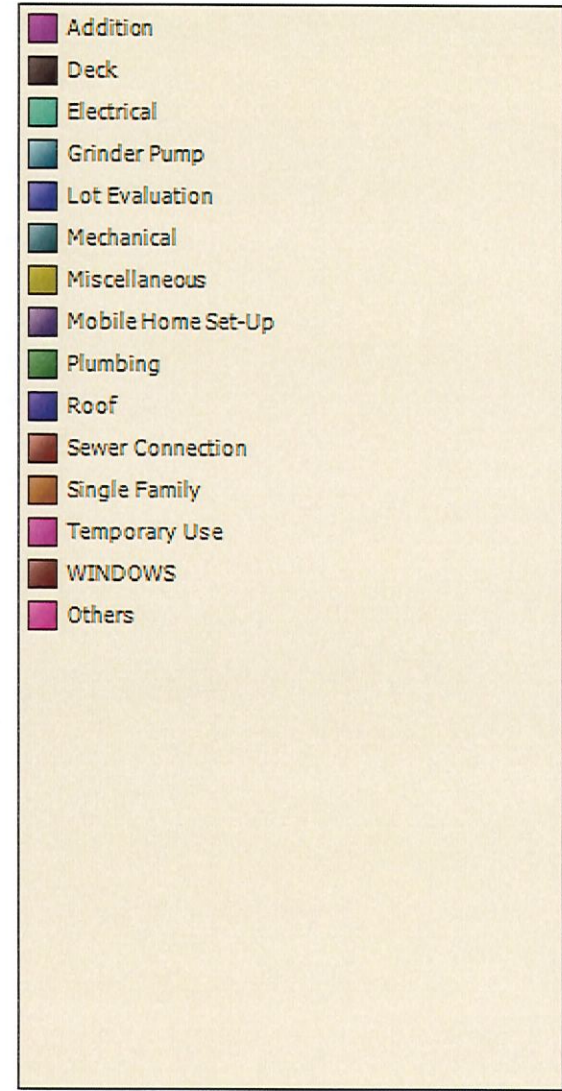 Addition
Deck
Electrical
Grinder Pump
Lot Evaluation
Mechanical
Miscellaneous
Mobile Home Set-Up
Plumbing
Roof
Sewer Connection
Single Family
Temporary Use
WINDOWS
Others